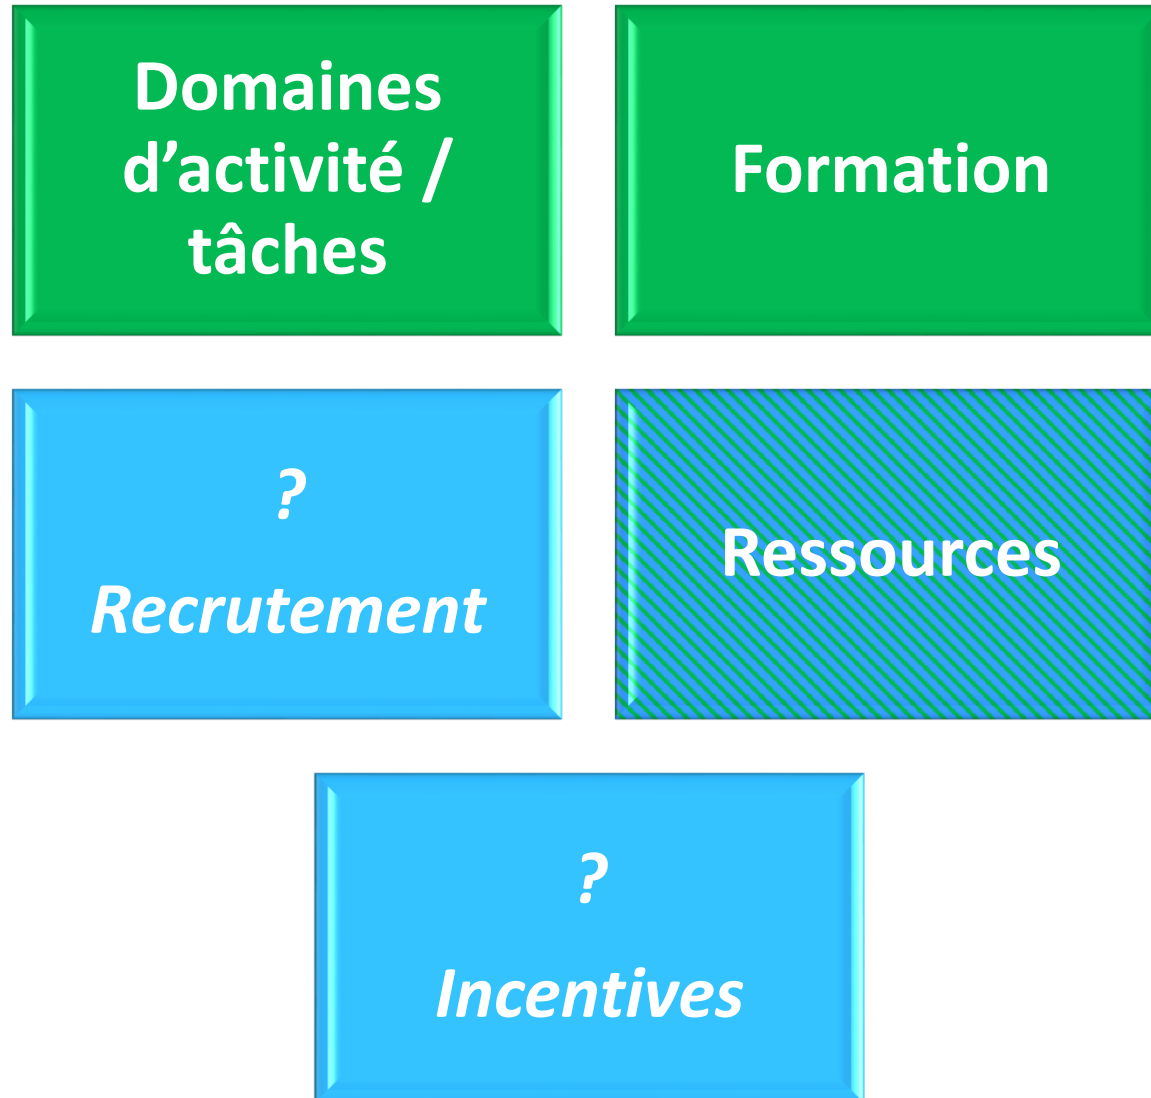 Domaines
d’activité /
tâches
Formation
?
Recrutement
Ressources
?
Incentives